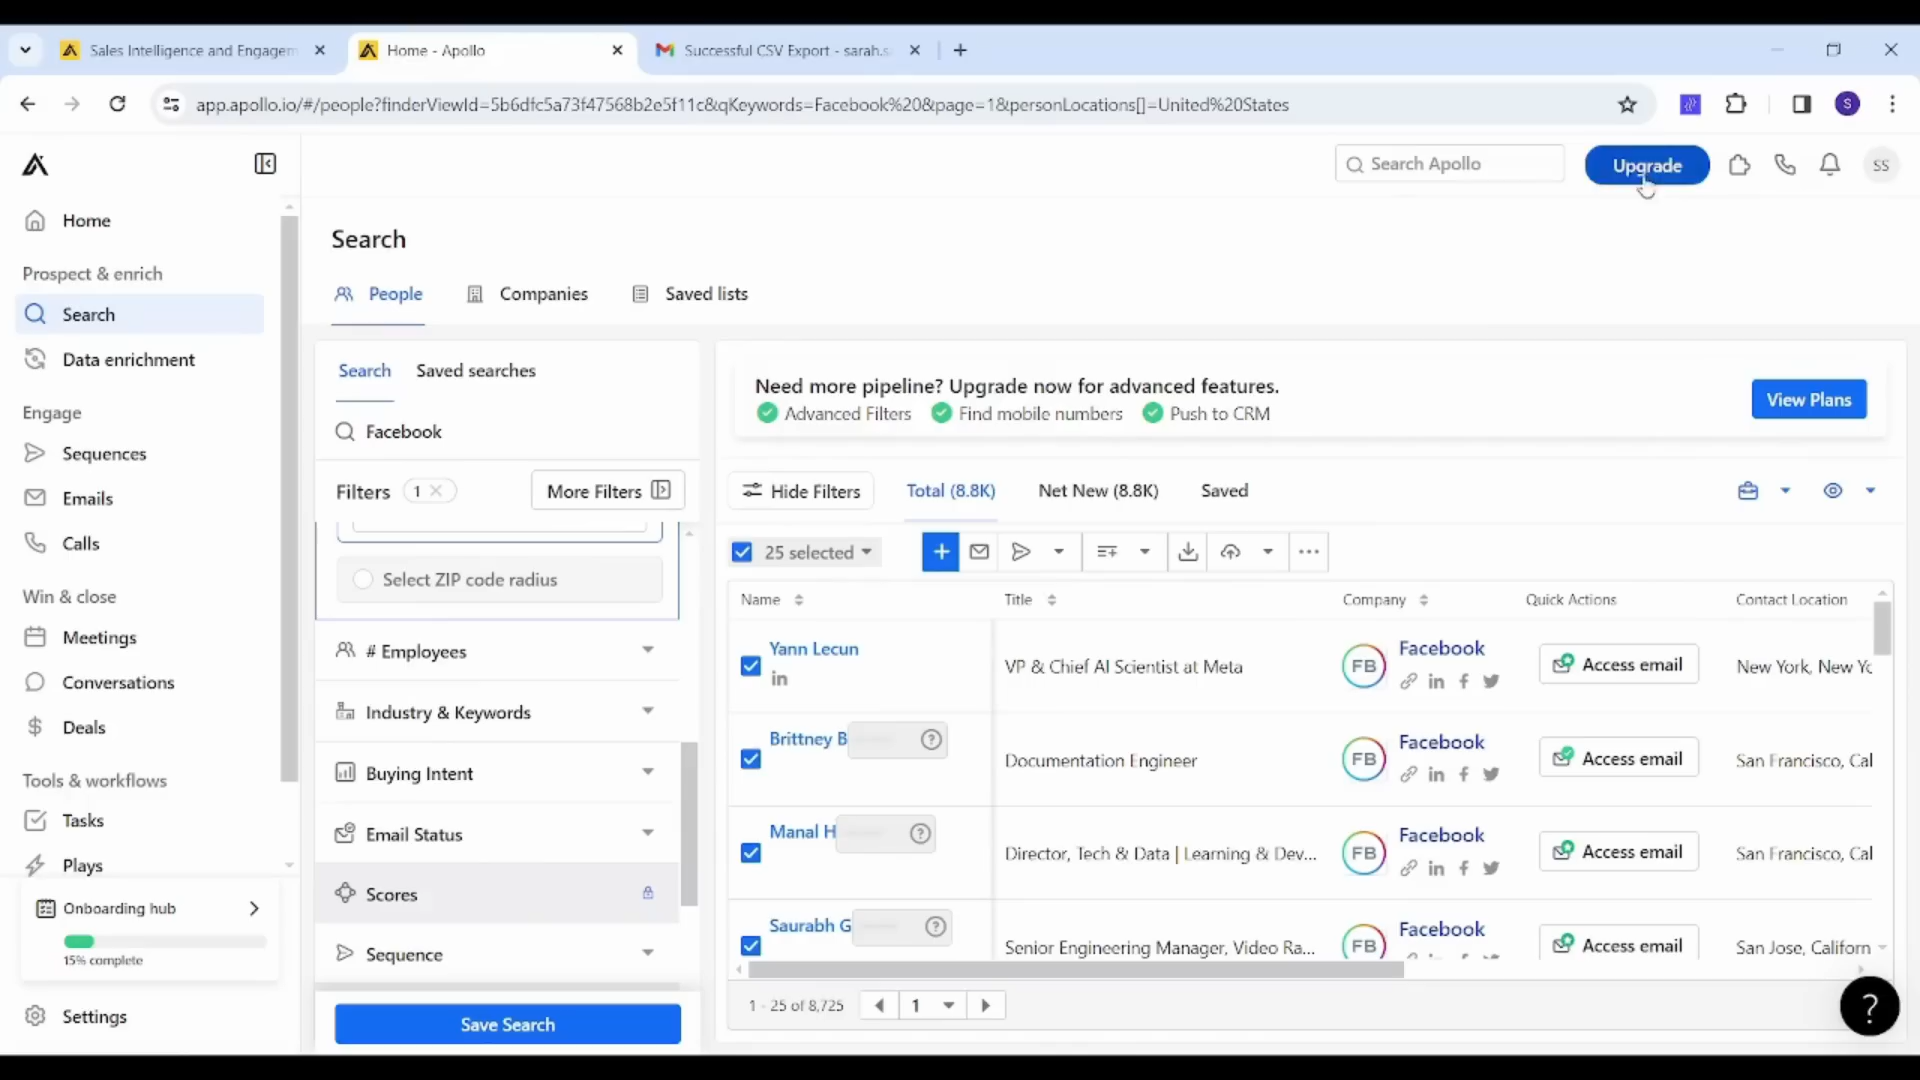 Sales Intelligence and Engagem
Home - Apollo
Successful CSV Export - sarah.s
app.apollo.io/#/people?finderViewId=5b6dfc5a73f47568b2e5f11c&qKeywords=Facebook%20&page=1&personLocations[]=United%20States
S
Search Apollo
Upgrade
SS
Home
Prospect & enrich
Search
Data enrichment
Engage
Sequences
Emails
Calls
Win & close
Meetings
Conversations
Deals
Tools & workflows
Tasks
Plays
Onboarding hub
15% complete
Settings
Search
People
Companies
Saved lists
Search
Saved searches
Facebook
Filters 1
More Filters
Select ZIP code radius
# Employees
Industry & Keywords
Buying Intent
Email Status
Scores
Sequence
Save Search
Need more pipeline? Upgrade now for advanced features.
Advanced Filters Find mobile numbers Push to CRM
View Plans
Hide Filters
Total (8.8K)
Net New (8.8K)
Saved
25 selected
Name Title Company Quick Actions Contact Location
Yann Lecun
VP & Chief AI Scientist at Meta
FB
Facebook
Access email
New York, New Yc
Brittney B
Documentation Engineer
FB
Facebook
Access email
San Francisco, Cal
Manal H
Director, Tech & Data | Learning & Dev...
FB
Facebook
Access email
San Francisco, Cal
Saurabh G
Senior Engineering Manager, Video Ra...
FB
Facebook
Access email
San Jose, Californ
1 - 25 of 8,725
1